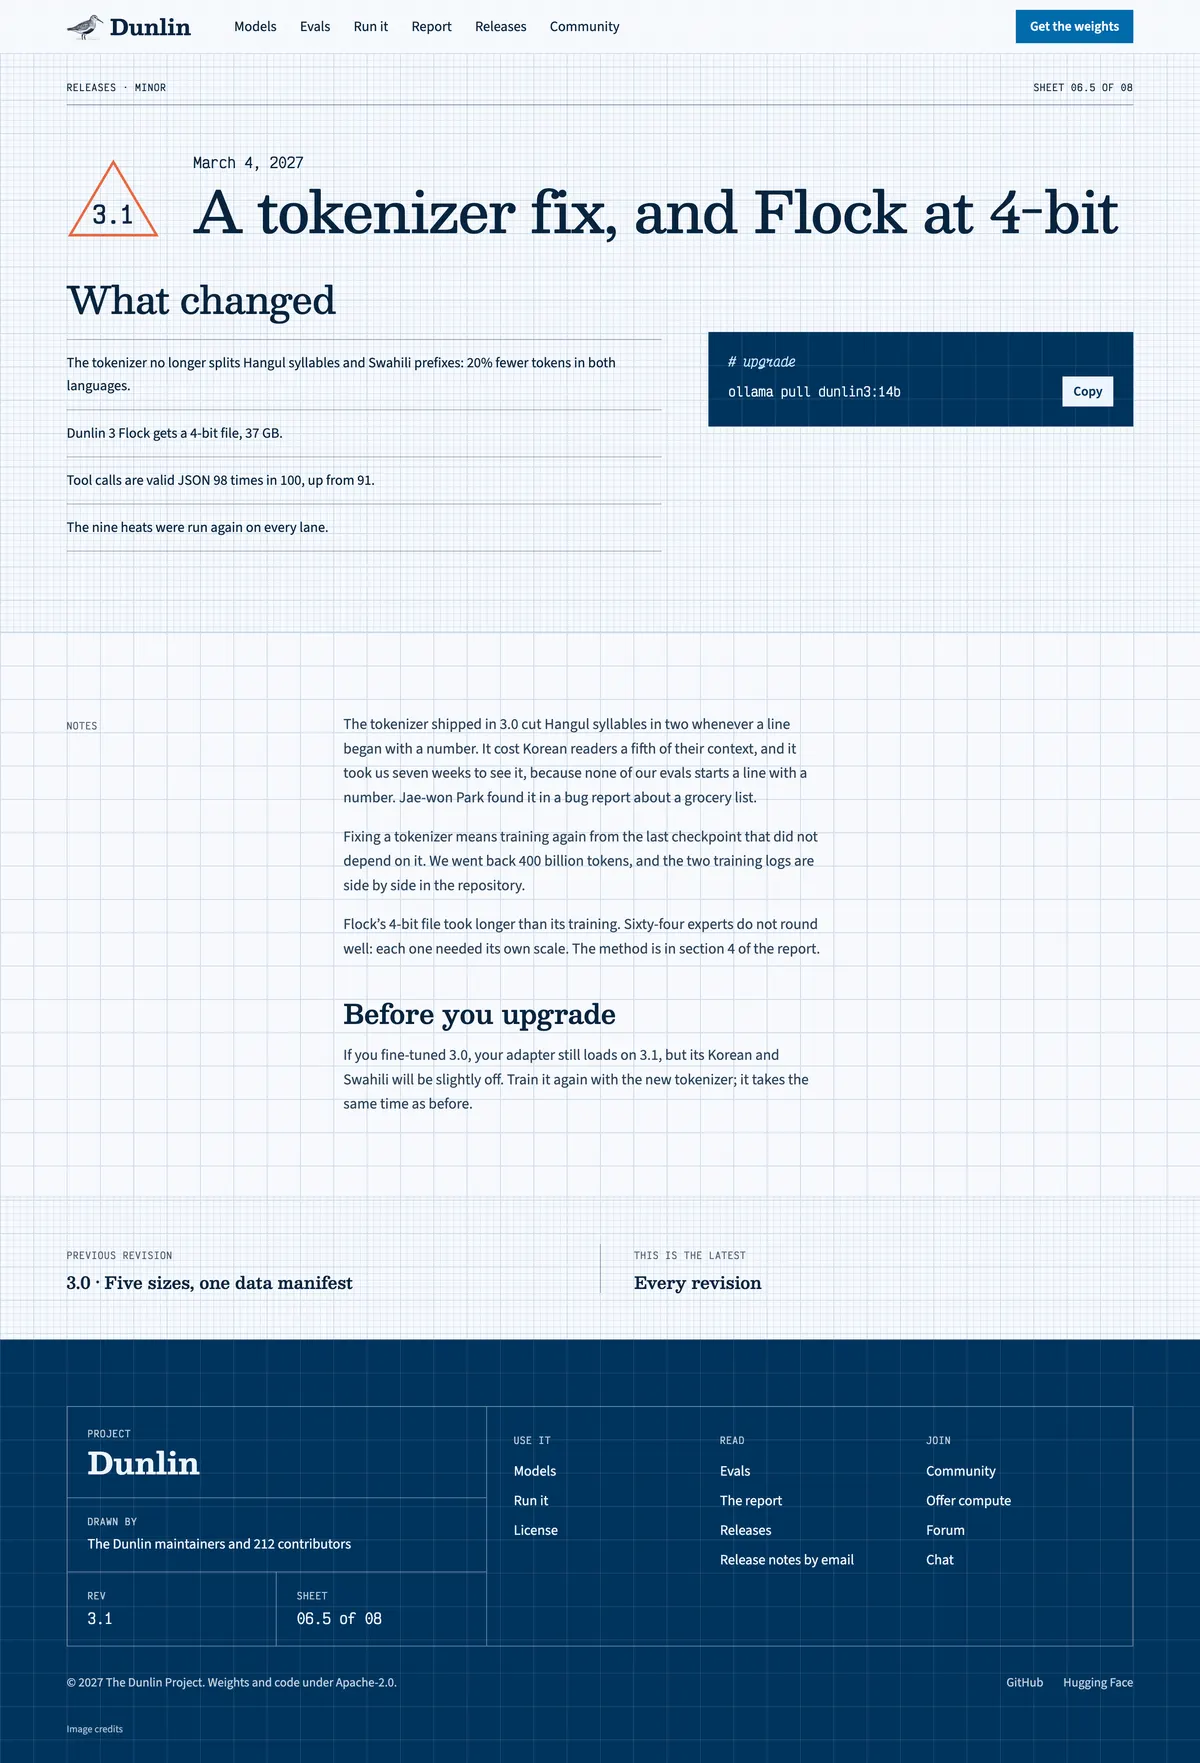 Dunlin
Models
Evals
Run it
Report
Releases
Community
Get the weights
RELEASES · MINOR
SHEET 06.5 OF 08
3.1
March 4, 2027
A tokenizer fix, and Flock at 4-bit
What changed
The tokenizer no longer splits Hangul syllables and Swahili prefixes: 20% fewer tokens in both
languages.
Dunlin 3 Flock gets a 4-bit file, 37 GB.
Tool calls are valid JSON 98 times in 100, up from 91.
The nine heats were run again on every lane.
# upgrade
ollama pull dunlin3:14b
Copy
NOTES
The tokenizer shipped in 3.0 cut Hangul syllables in two whenever a line
began with a number. It cost Korean readers a fifth of their context, and it
took us seven weeks to see it, because none of our evals starts a line with a
number. Jae-won Park found it in a bug report about a grocery list.
Fixing a tokenizer means training again from the last checkpoint that did not
depend on it. We went back 400 billion tokens, and the two training logs are
side by side in the repository.
Flock’s 4-bit file took longer than its training. Sixty-four experts do not round
well: each one needed its own scale. The method is in section 4 of the report.
Before you upgrade
If you fine-tuned 3.0, your adapter still loads on 3.1, but its Korean and
Swahili will be slightly off. Train it again with the new tokenizer; it takes the
same time as before.
PREVIOUS REVISION
3.0 · Five sizes, one data manifest
THIS IS THE LATEST
Every revision
PROJECT
Dunlin
DRAWN BY
The Dunlin maintainers and 212 contributors
REV
3.1
SHEET
06.5 of 08
USE IT
Models
Run it
License
READ
Evals
The report
Releases
Release notes by email
JOIN
Community
Offer compute
Forum
Chat
© 2027 The Dunlin Project. Weights and code under Apache-2.0.
GitHub
Hugging Face
Image credits